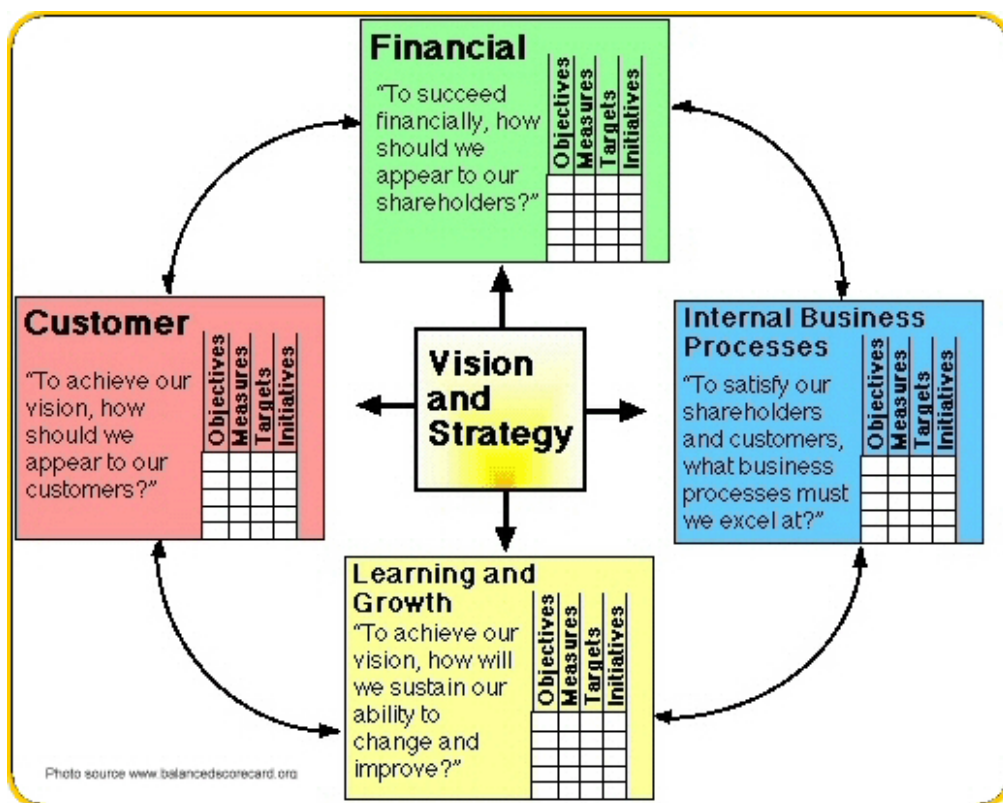 Financial
“To succeed
financially, how
should we
appear to our
shareholders?”
Objectives
Measures
Targets
Initiatives
Customer
“To achieve our
vision, how
should we
appear to our
customers?”
Objectives
Measures
Targets
Initiatives
Vision
and
Strategy
Internal Business
Processes
“To satisfy our
shareholders
and customers,
what business
processes must
we excel at?”
Objectives
Measures
Targets
Initiatives
Learning and
Growth
“To achieve our
vision, how will
we sustain our
ability to
change and
improve?”
Objectives
Measures
Targets
Initiatives
Photo source www.balancedscorecard.org